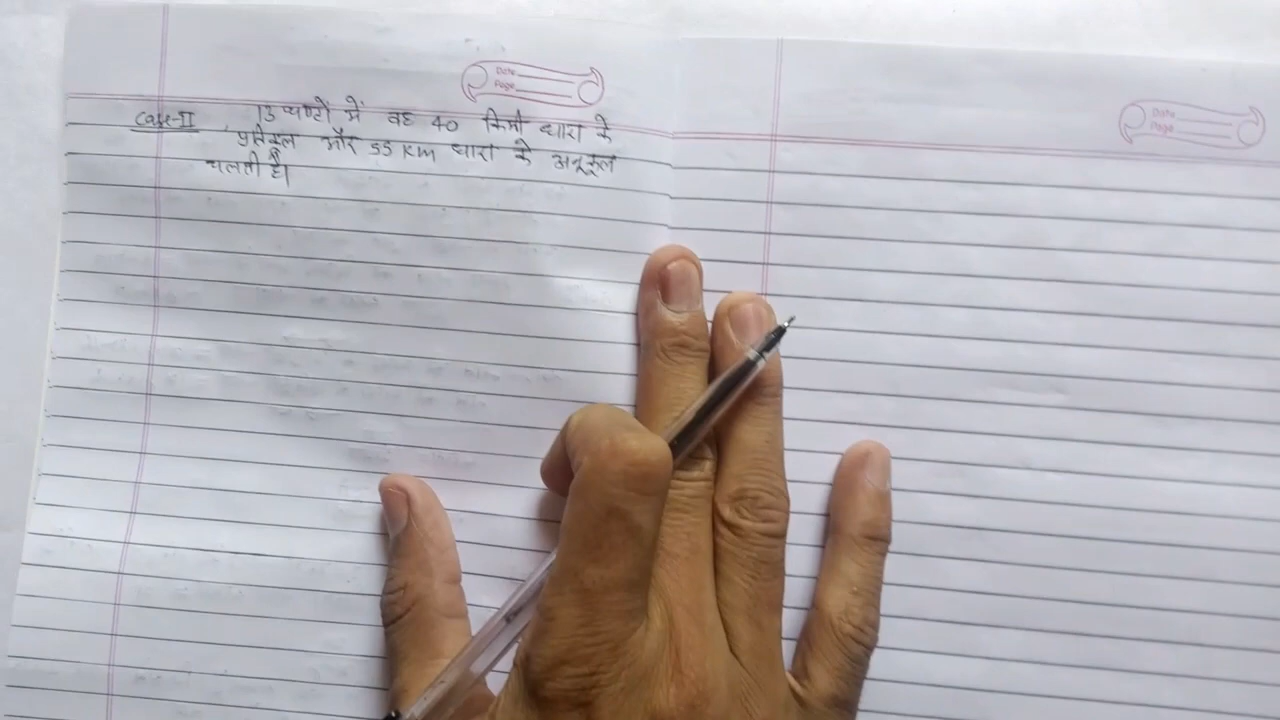 Date
Page
Date
Page
Case-II 13 घण्टों में वह 40 किमी धारा के
प्रतिकूल और 55 Km धारा के अनुकूल
चलती है।